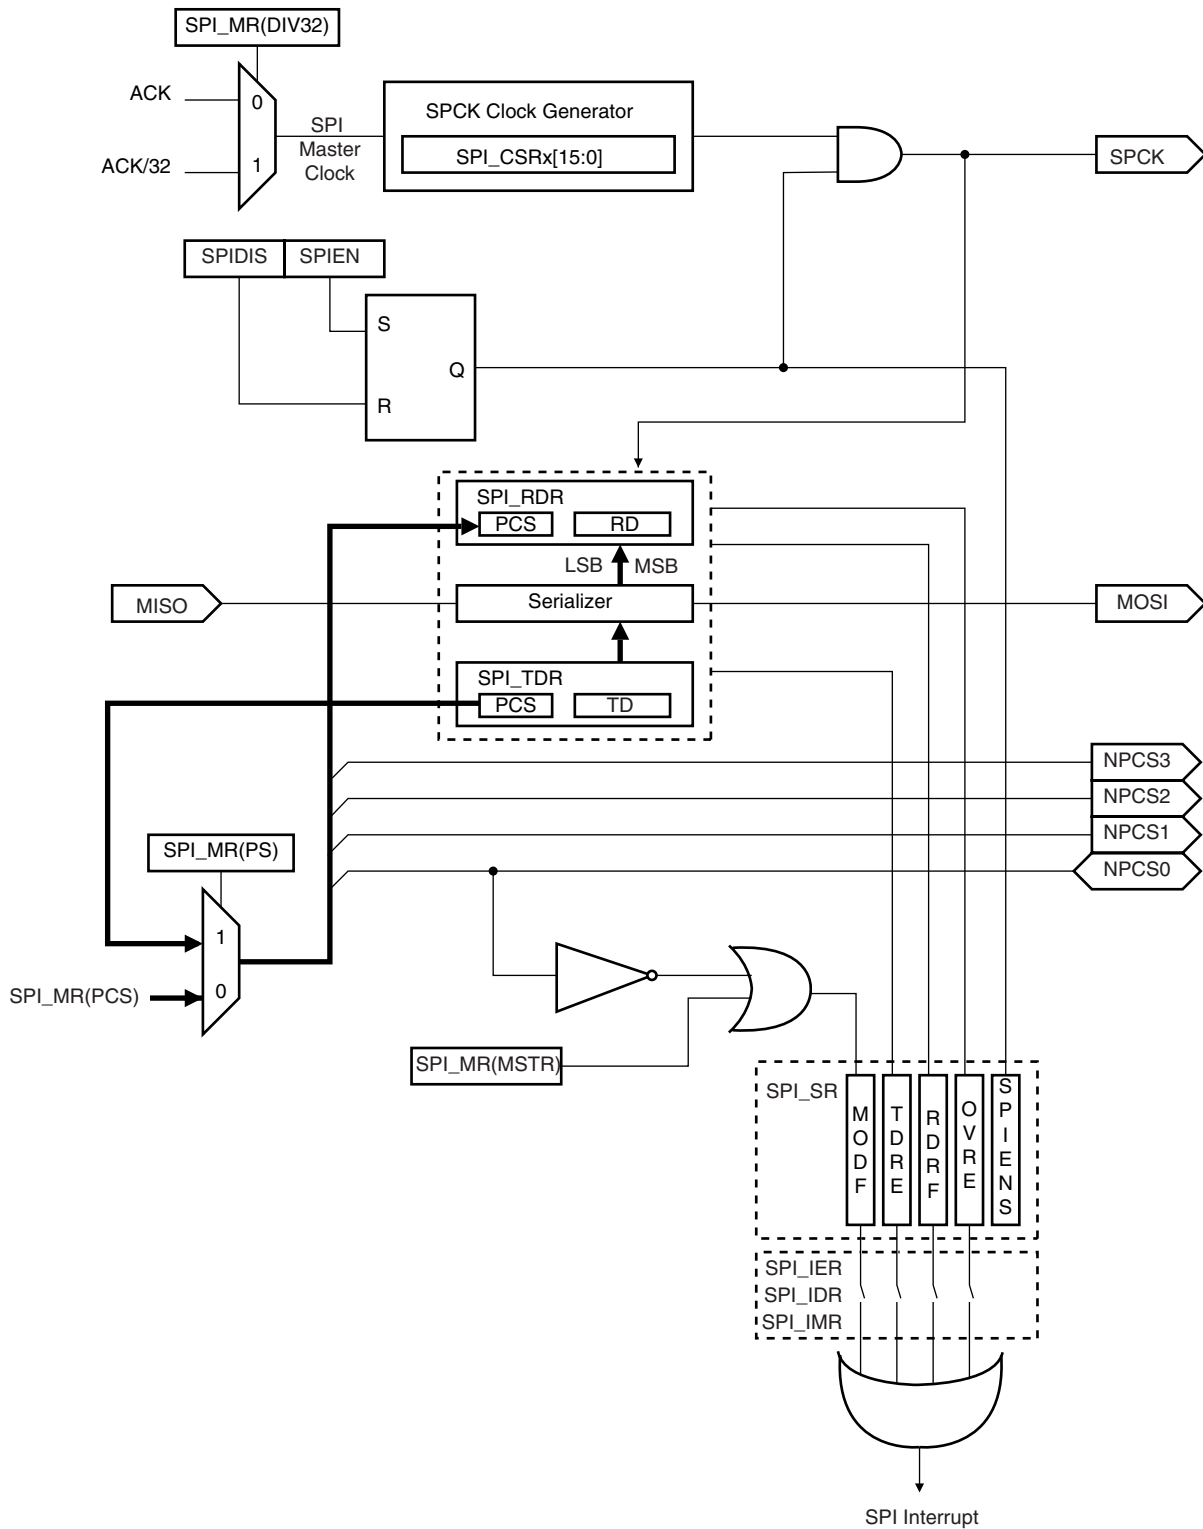 SPI_MR(DIV32)
ACK
0
SPI
Master
Clock
ACK/32
1
SPCK Clock Generator
SPI_CSRx[15:0]
SPCK
SPIDIS
SPIEN
S
Q
R
SPI_RDR
PCS
RD
LSB
MSB
MISO
Serializer
MOSI
SPI_TDR
PCS
TD
NPCS3
NPCS2
NPCS1
NPCS0
SPI_MR(PS)
1
0
SPI_MR(PCS)
SPI_MR(MSTR)
SPI_SR
MODF
TDRE
RDRF
OVRE
SPIENS
SPI_IER
SPI_IDR
SPI_IMR
SPI Interrupt